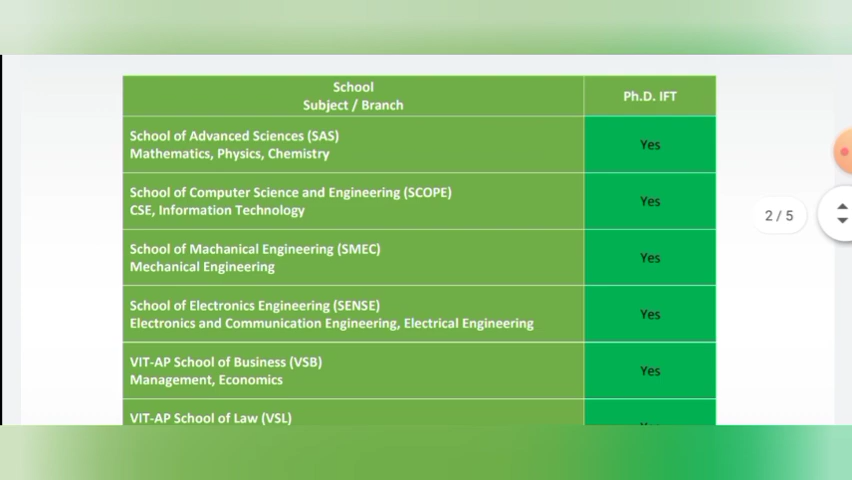 School
Subject / Branch
Ph.D. IFT
School of Advanced Sciences (SAS)
Mathematics, Physics, Chemistry
Yes
School of Computer Science and Engineering (SCOPE)
CSE, Information Technology
Yes
School of Machanical Engineering (SMEC)
Mechanical Engineering
Yes
School of Electronics Engineering (SENSE)
Electronics and Communication Engineering, Electrical Engineering
Yes
VIT-AP School of Business (VSB)
Management, Economics
Yes
VIT-AP School of Law (VSL)
2 / 5